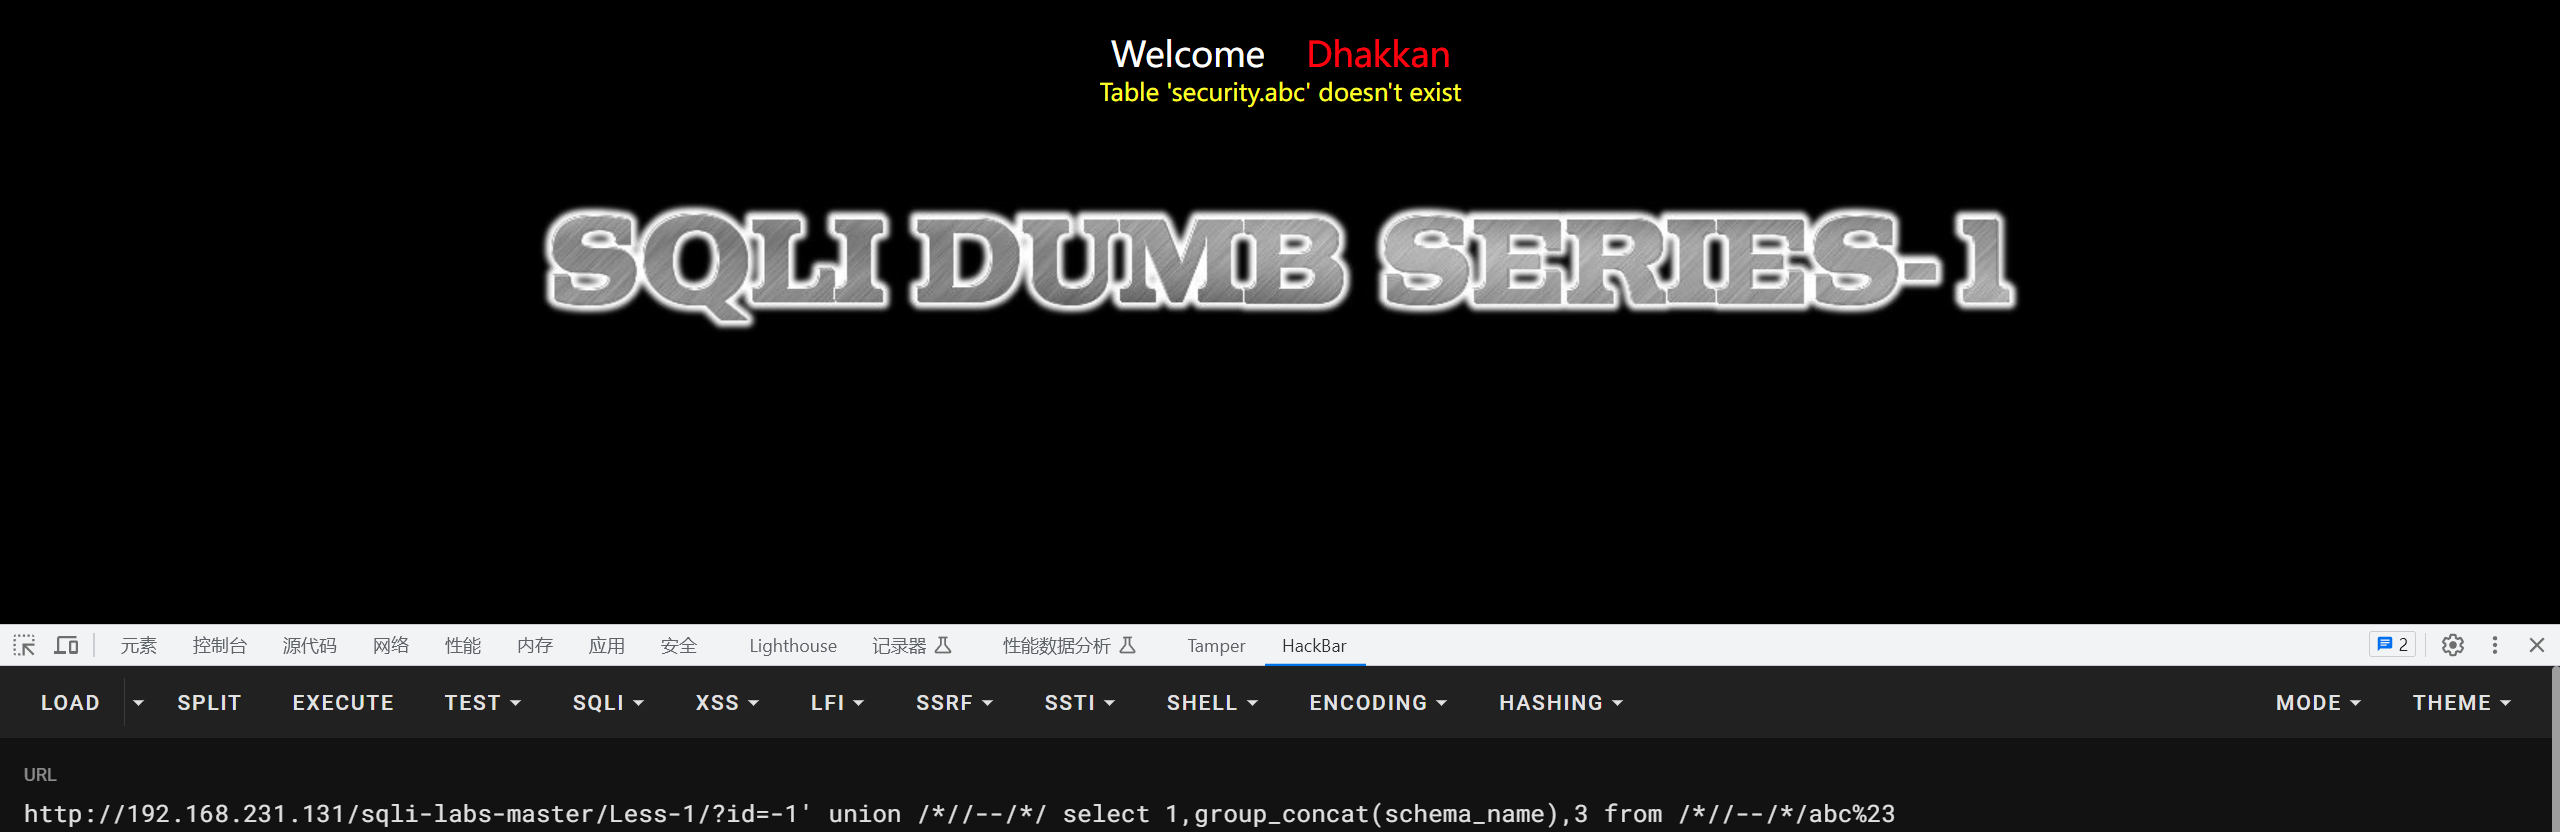 Welcome Dhakkan
Table 'security.abc' doesn't exist
SQLI DUMB SERIES-1
元素 控制台 源代码 网络 性能 内存 应用 安全 Lighthouse 记录器 性能数据分析 Tamper HackBar 2
LOAD SPLIT EXECUTE TEST SQLI XSS LFI SSRF SSTI SHELL ENCODING HASHING MODE THEME
URL
http://192.168.231.131/sqli-labs-master/Less-1/?id=-1' union /*//--/*/ select 1,group_concat(schema_name),3 from /*//--/*/abc%23